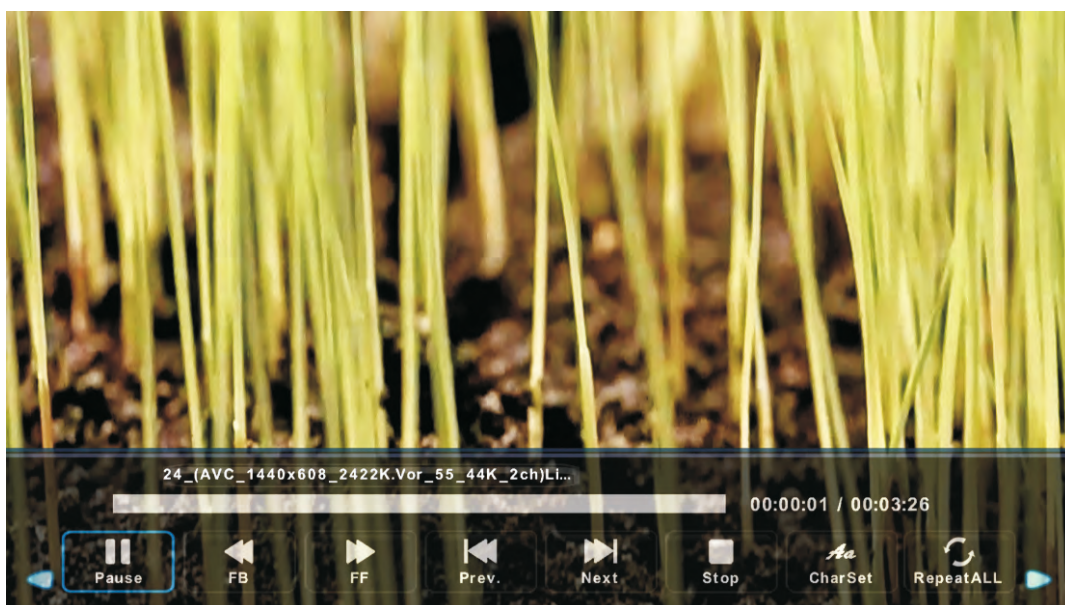 24_(AVC_1440x608_2422K.Vor_55_44K_2ch)Li...
00:00:01 / 00:03:26
Pause FB FF Prev. Next Stop CharSet RepeatALL
Aa